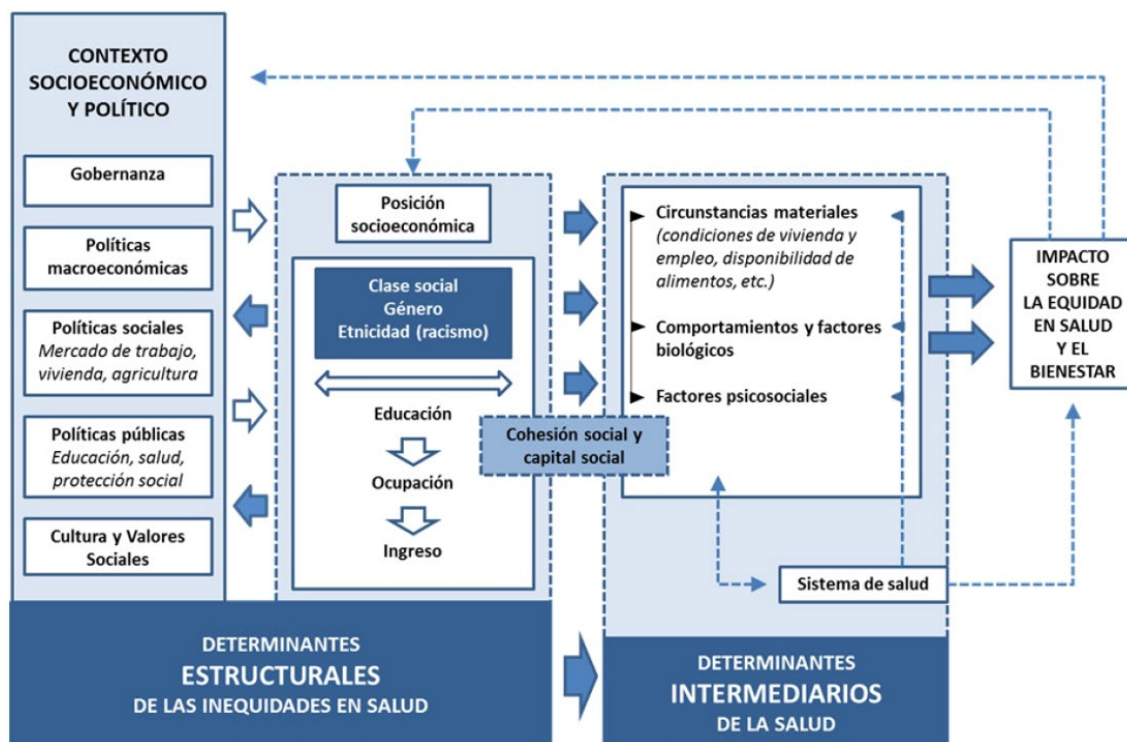 CONTEXTO
SOCIOECONÓMICO
Y POLÍTICO
Gobernanza
Políticas
macroeconómicas
Políticas sociales
Mercado de trabajo,
vivienda, agricultura
Políticas públicas
Educación, salud,
protección social
Cultura y Valores
Sociales
Posición
socioeconómica
Clase social
Género
Etnicidad (racismo)
Educación
Ocupación
Ingreso
Cohesión social y
capital social
Circunstancias materiales
(condiciones de vivienda y
empleo, disponibilidad de
alimentos, etc.)
Comportamientos y factores
biológicos
Factores psicosociales
Sistema de salud
IMPACTO
SOBRE
LA EQUIDAD
EN SALUD
Y EL
BIENESTAR
DETERMINANTES
ESTRUCTURALES
DE LAS INEQUIDADES EN SALUD
DETERMINANTES
INTERMEDIARIOS
DE LA SALUD